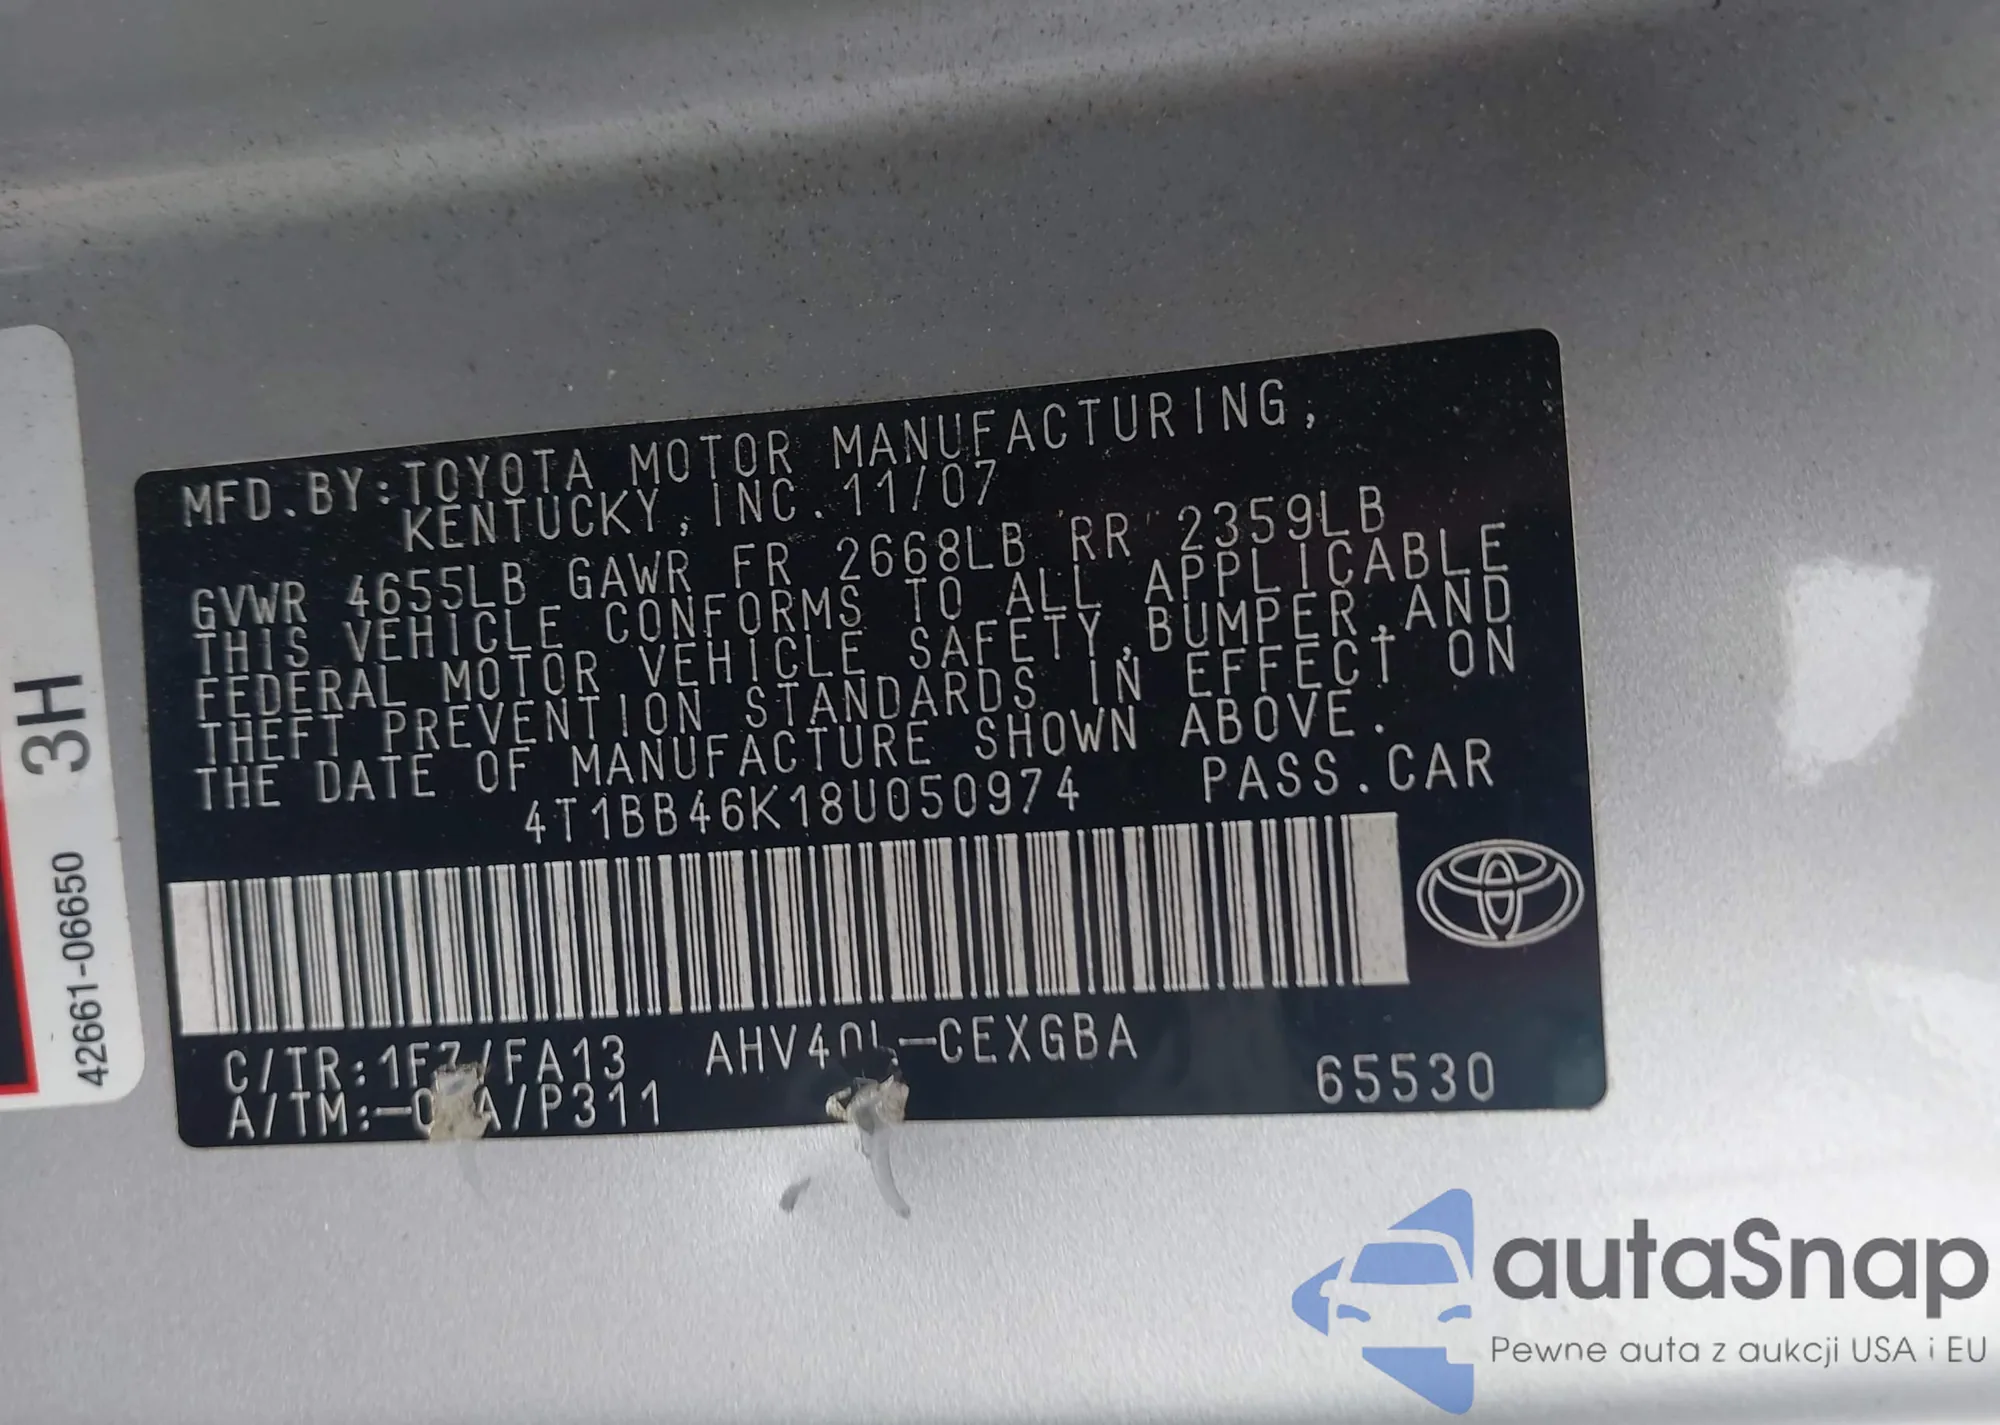 MFD.BY:TOYOTA MOTOR MANUFACTURING,
KENTUCKY, INC. 11/07
GVWR 4655LB GAWR FR 2668LB RR 2359LB
THIS VEHICLE CONFORMS TO ALL APPLICABLE
FEDERAL MOTOR VEHICLE SAFETY,BUMPER,AND
THEFT PREVENTION STANDARDS IN EFFECT ON
THE DATE OF MANUFACTURE SHOWN ABOVE.
4T1BB46K18U050974 PASS.CAR
C/TR: /FA13 AHV40L-CEXGBA
A/TM: /P311 65530
3H
42661-06650
autaSnap
Pewne auta z aukcji USA i EU